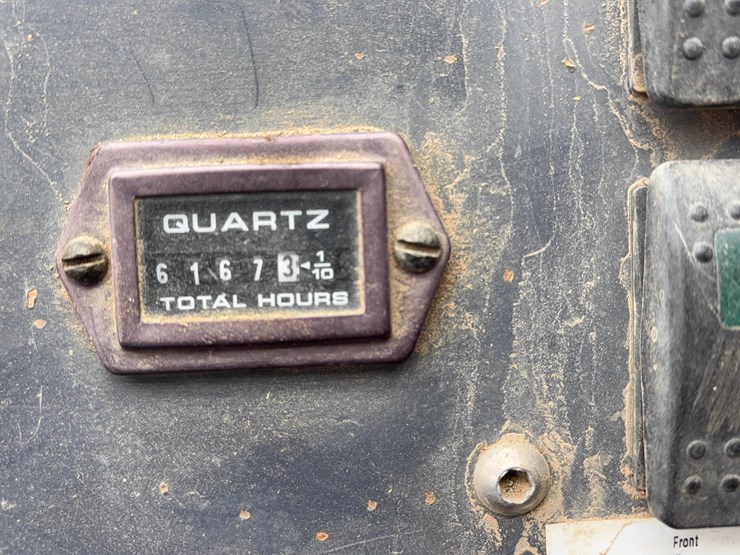 QUARTZ
6 1 6 7 3 ◄ 1/10
TOTAL HOURS
Front